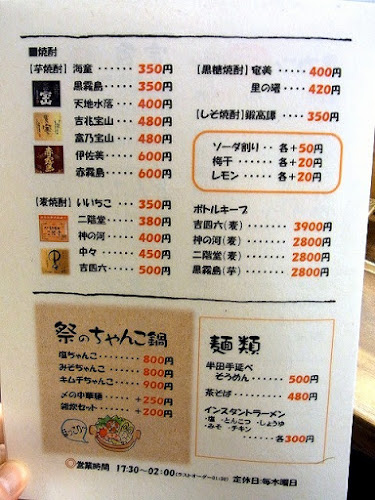 ■焼酎
[芋焼酎] 海童 ‥‥‥ 350円
黒霧島 ‥‥ 350円
天地水落 ‥‥ 400円
吉兆宝山 ‥‥ 480円
富乃宝山 ‥‥ 480円
伊佐美 ‥‥‥ 600円
赤霧島 ‥‥‥ 600円
[麦焼酎] いいちこ ‥‥ 350円
二階堂 ‥‥‥ 380円
神の河 ‥‥‥ 400円
中々 ‥‥‥ 450円
吉四六 ‥‥‥ 500円
[黒糖焼酎] 奄美 ‥‥‥ 400円
里の曙 ‥‥‥ 420円
[しそ焼酎] 鍛高譚 ‥‥ 350円
ソーダ割り ‥ 各+50円
梅干 ‥‥‥ 各+20円
レモン ‥‥ 各+20円
ボトルキープ
吉四六(麦) ‥‥‥ 3900円
神の河(麦) ‥‥‥ 2800円
二階堂(麦) ‥‥‥ 2800円
黒霧島(芋) ‥‥‥ 2800円
祭のちゃんこ鍋
塩ちゃんこ ‥‥‥ 800円
みそちゃんこ ‥‥ 800円
キムチちゃんこ ‥‥ 900円
〆の中華麺 ‥‥ +250円
雑炊セット ‥‥ +200円
麺類
半田手延べ
そうめん ‥‥‥ 500円
茶そば ‥‥‥ 480円
インスタントラーメン
・塩 ・とんこつ ・しょうゆ
・みそ ・チキン
‥‥‥ 各300円
◎営業時間 17:30〜02:00(ラストオーダー01:30) 定休日:毎木曜日